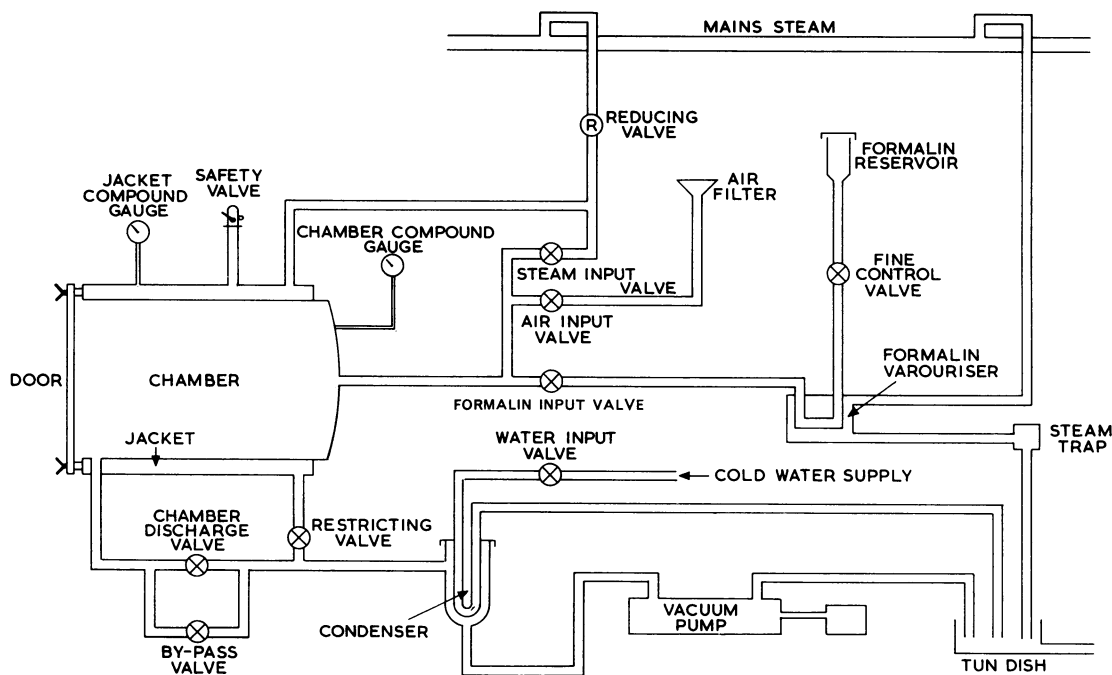 MAINS STEAM
R
REDUCING
VALVE
FORMALIN
RESERVOIR
JACKET
COMPOUND
GAUGE
SAFETY
VALVE
AIR
FILTER
CHAMBER COMPOUND
GAUGE
STEAM INPUT
VALVE
FINE
CONTROL
VALVE
AIR INPUT
VALVE
DOOR
CHAMBER
FORMALIN
VAROURISER
FORMALIN INPUT VALVE
JACKET
WATER INPUT
VALVE
STEAM
TRAP
COLD WATER SUPPLY
CHAMBER
DISCHARGE
VALVE
RESTRICTING
VALVE
CONDENSER
VACUUM
PUMP
BY-PASS
VALVE
TUN DISH